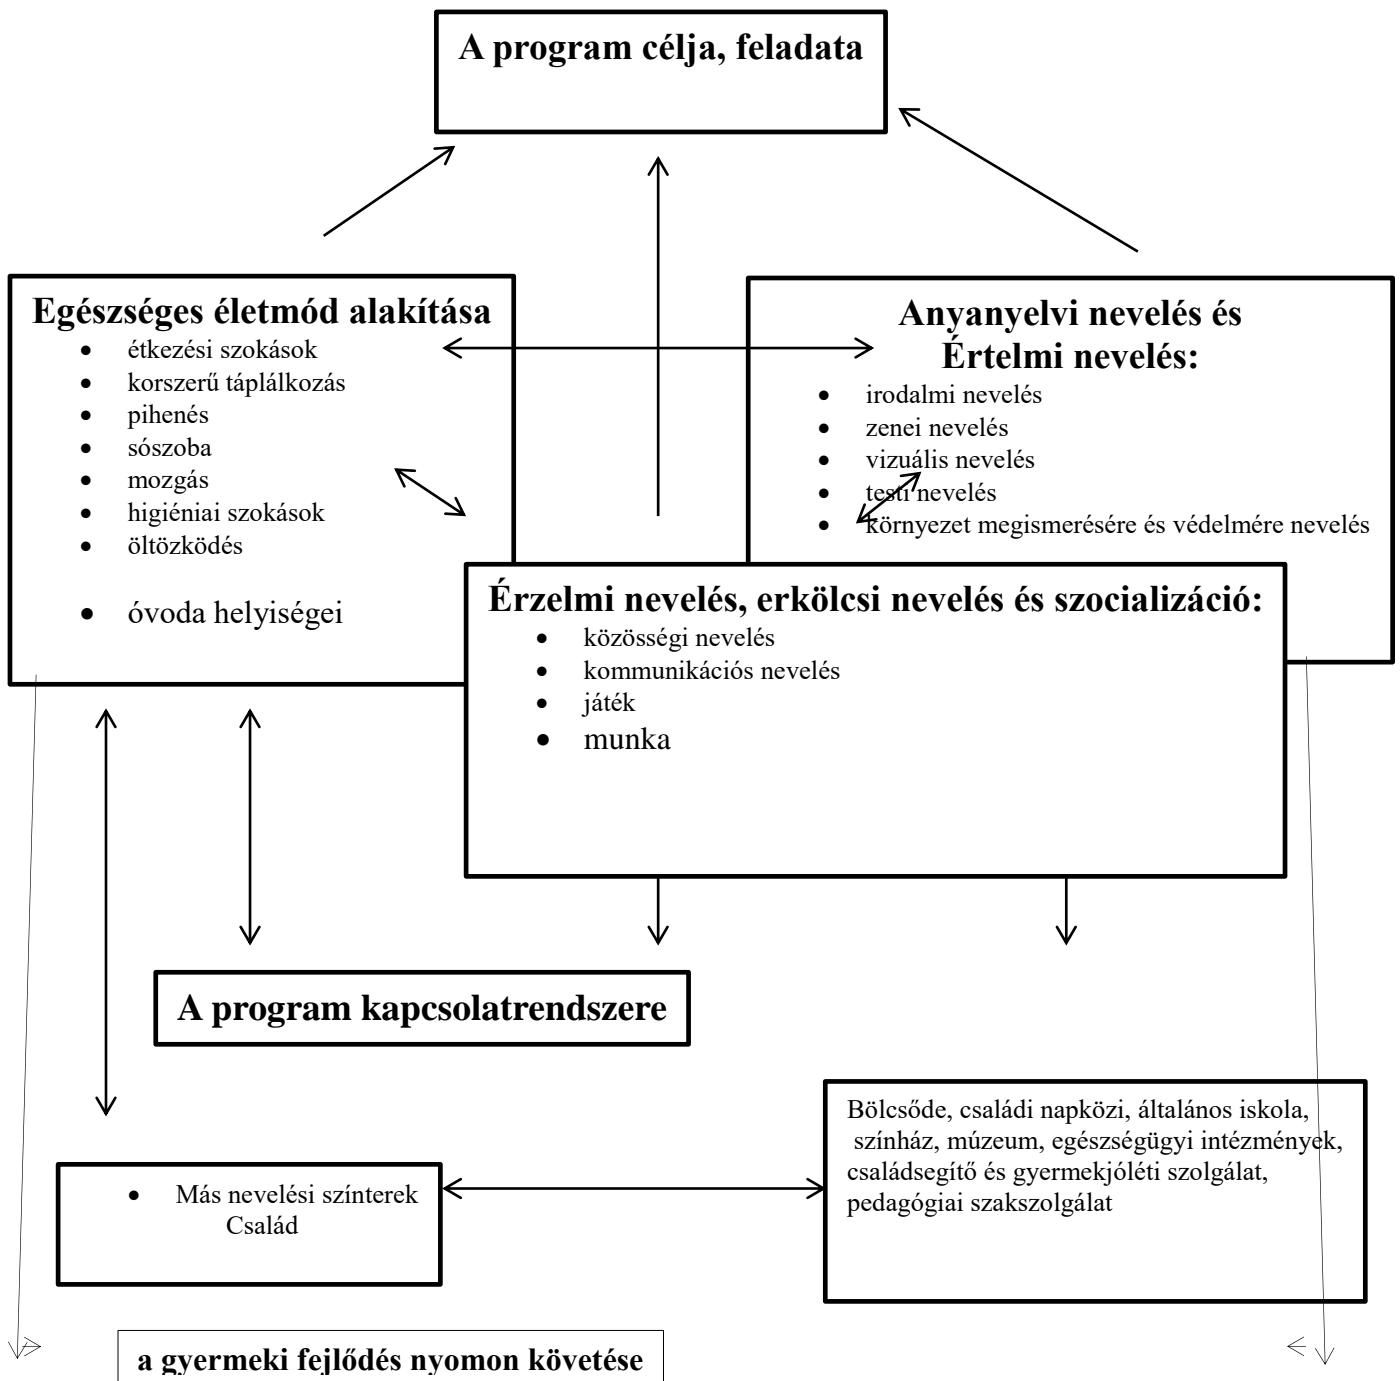 A program célja, feladata
Egészséges életmód alakítása
• étkezési szokások
• korszerű táplálkozás
• pihenés
• sószoba
• mozgás
• higiéniai szokások
• öltözködés
• óvoda helyiségei
Anyanyelvi nevelés és
Értelmi nevelés:
• irodalmi nevelés
• zenei nevelés
• vizuális nevelés
• testi nevelés
• környezet megismerésére és védelmére nevelés
Érzelmi nevelés, erkölcsi nevelés és szocializáció:
• közösségi nevelés
• kommunikációs nevelés
• játék
• munka
A program kapcsolatrendszere
Bölcsőde, családi napközi, általános iskola,
színház, múzeum, egészségügyi intézmények,
családsegítő és gyermekjóléti szolgálat,
pedagógiai szakszolgálat
• Más nevelési színterek
Család
a gyermeki fejlődés nyomon követése